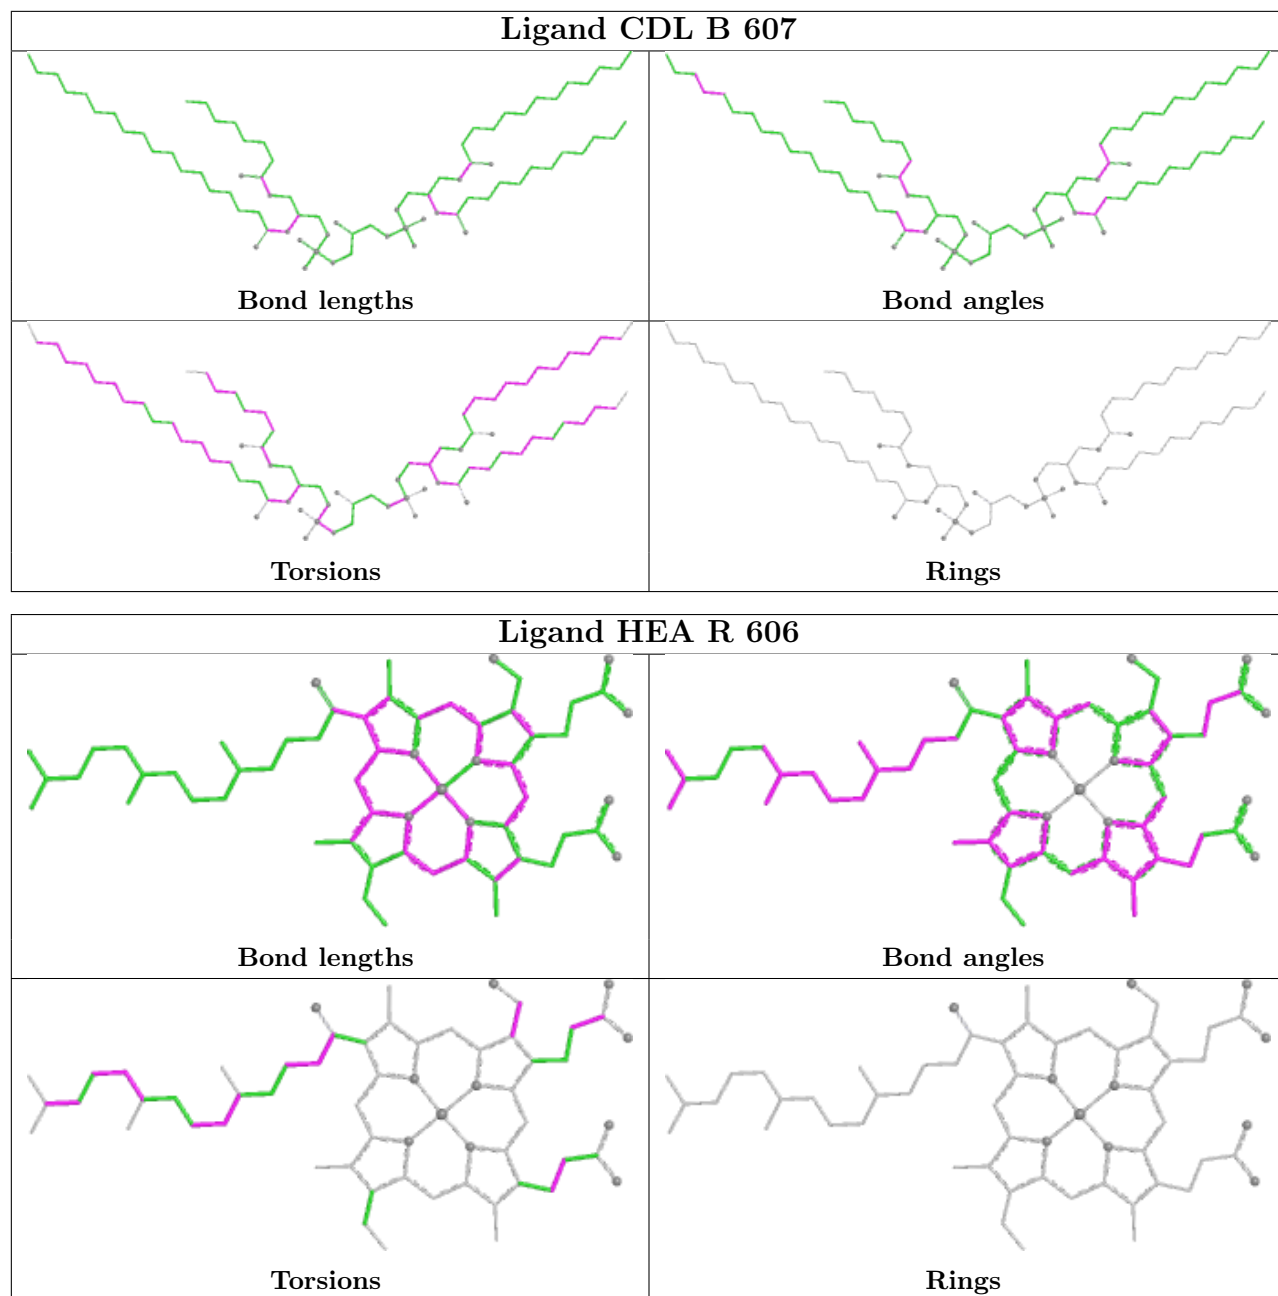 Ligand CDL B 607
Bond lengths
Bond angles
Torsions
Rings
Ligand HEA R 606
Bond lengths
Bond angles
Torsions
Rings